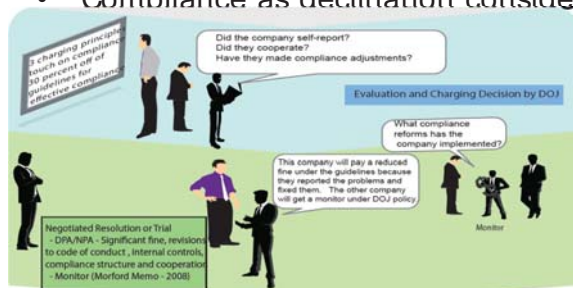 • Compliance as declination conside
3 charging principles
touch on compliance
30 percent off of
guidelines for
effective compliance
Did the company self-report?
Did they cooperate?
Have they made compliance adjustments?
Evaluation and Charging Decision by DOJ
What compliance
reforms has the
company implemented?
This company will pay a reduced
fine under the guidelines because
they reported the problems and
fixed them. The other company
will get a monitor under DOJ policy.
Monitor
Negotiated Resolution or Trial
- DPA/NPA - Significant fine, revisions
to code of conduct , internal controls,
compliance structure and cooperation
- Monitor (Morford Memo - 2008)